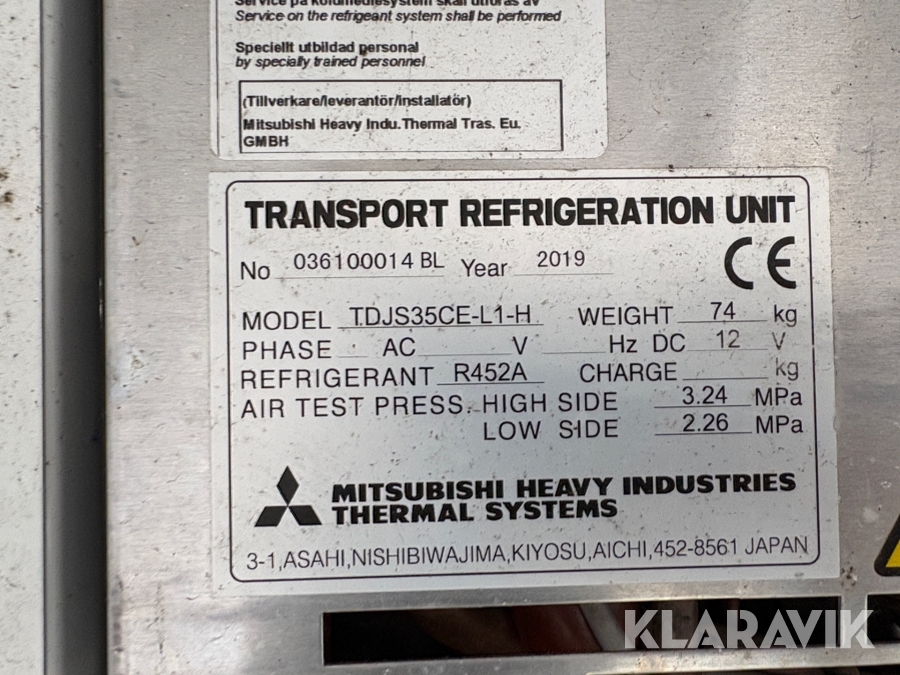 Service på köldmediesystem skall utföras av
Service on the refrigeant system shall be performed
Speciellt utbildad personal
by specially trained personnel
(Tillverkare/leverantör/installatör)
Mitsubishi Heavy Indu.Thermal Tras. Eu.
GMBH
TRANSPORT REFRIGERATION UNIT
No 036100014 BL Year 2019 CE
MODEL TDJS35CE-L1-H WEIGHT 74 kg
PHASE AC V Hz DC 12 V
REFRIGERANT R452A CHARGE kg
AIR TEST PRESS. HIGH SIDE 3.24 MPa
LOW SIDE 2.26 MPa
MITSUBISHI HEAVY INDUSTRIES
THERMAL SYSTEMS
3-1,ASAHI,NISHIBIWAJIMA,KIYOSU,AICHI,452-8561 JAPAN
KLARAVIK